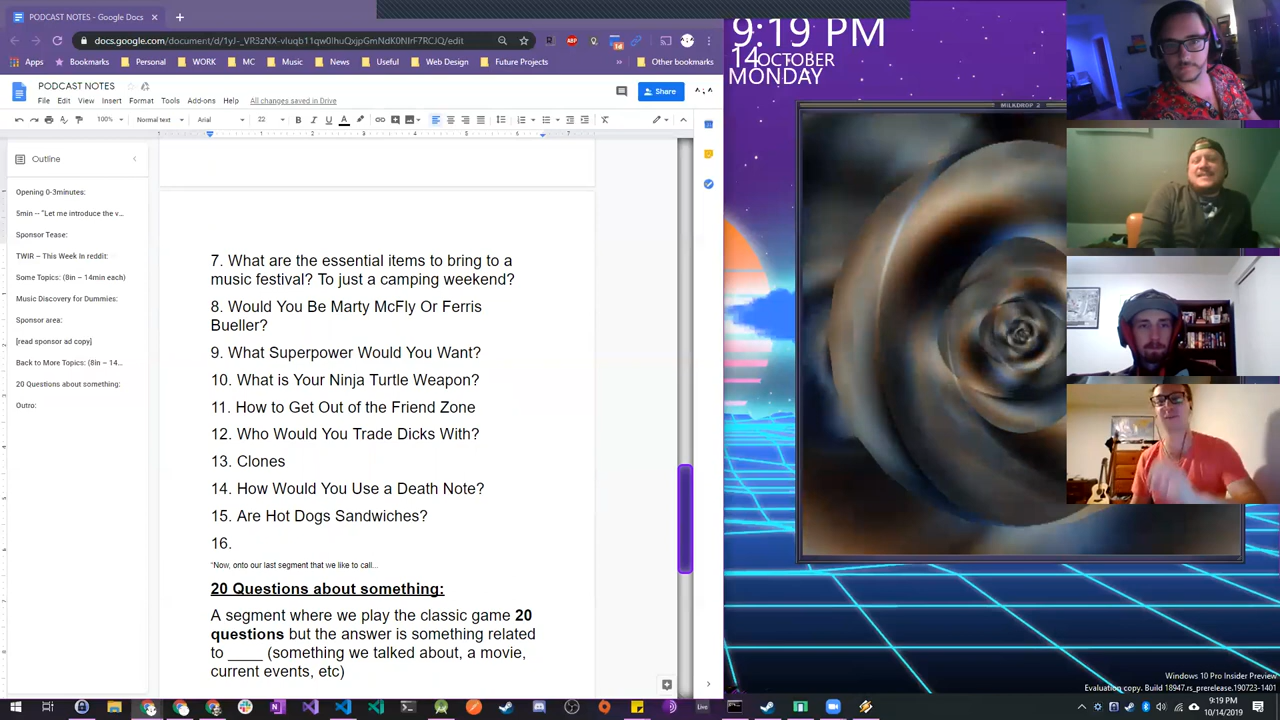 PODCAST NOTES - Google Docs
docs.google.com/document/d/1yJ-_VR3zNX-vIuqb11qw0lhuQxjpGmNdK0NIrF7RCJQ/edit
Apps Personal WORK MC Music Useful News Web Design Future Projects » Other bookmarks
PODCAST NOTES
File Edit View Insert Format Tools Add-ons Help All changes saved in Drive
Share
100% Normal text Arial 22
Outline
Opening 0-3minutes:
5min -- "Let me introduce the v...
Sponsor Tease:
TWIR – This Week In reddit:
Some Topics: (8in – 14min each)
Music Discovery for Dummies:
Sponsor area:
[read sponsor ad copy]
Back to More Topics: (8in – 14...
20 Questions about something:
Outro:
7. What are the essential items to bring to a
music festival? To just a camping weekend?
8. Would You Be Marty McFly Or Ferris
Bueller?
9. What Superpower Would You Want?
10. What is Your Ninja Turtle Weapon?
11. How to Get Out of the Friend Zone
12. Who Would You Trade Dicks With?
13. Clones
14. How Would You Use a Death Note?
15. Are Hot Dogs Sandwiches?
16.
"Now, onto our last segment that we like to call...
20 Questions about something:
A segment where we play the classic game 20
questions but the answer is something related
to ____ (something we talked about, a movie,
current events, etc)
9:19 PM
14 OCTOBER
MONDAY
MILKDROP 2
Windows 10 Pro Insider Preview
Evaluation copy. Build 18947.rs_prerelease.190723-1401
Live
9:19 PM
10/14/2019